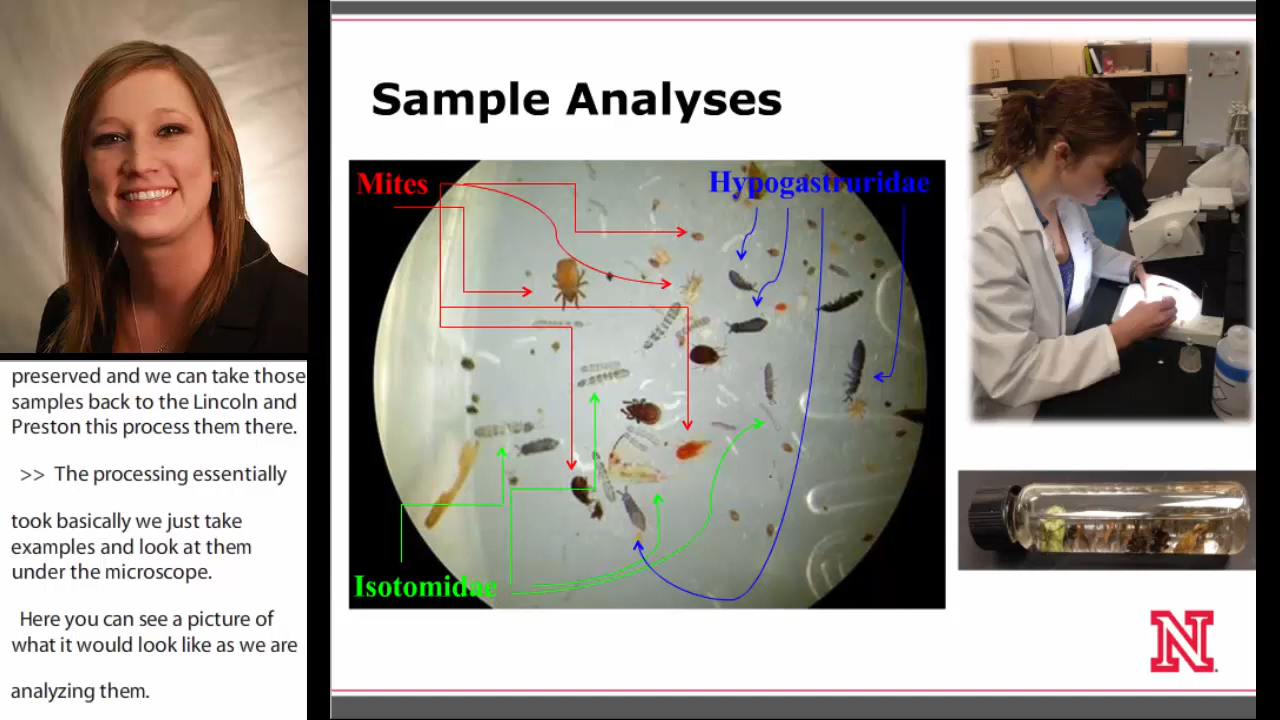 Sample Analyses
Mites
Hypogastruridae
Isotomidae
N
preserved and we can take those
samples back to the Lincoln and
Preston this process them there.
>> The processing essentially
took basically we just take
examples and look at them
under the microscope.
Here you can see a picture of
what it would look like as we are
analyzing them.